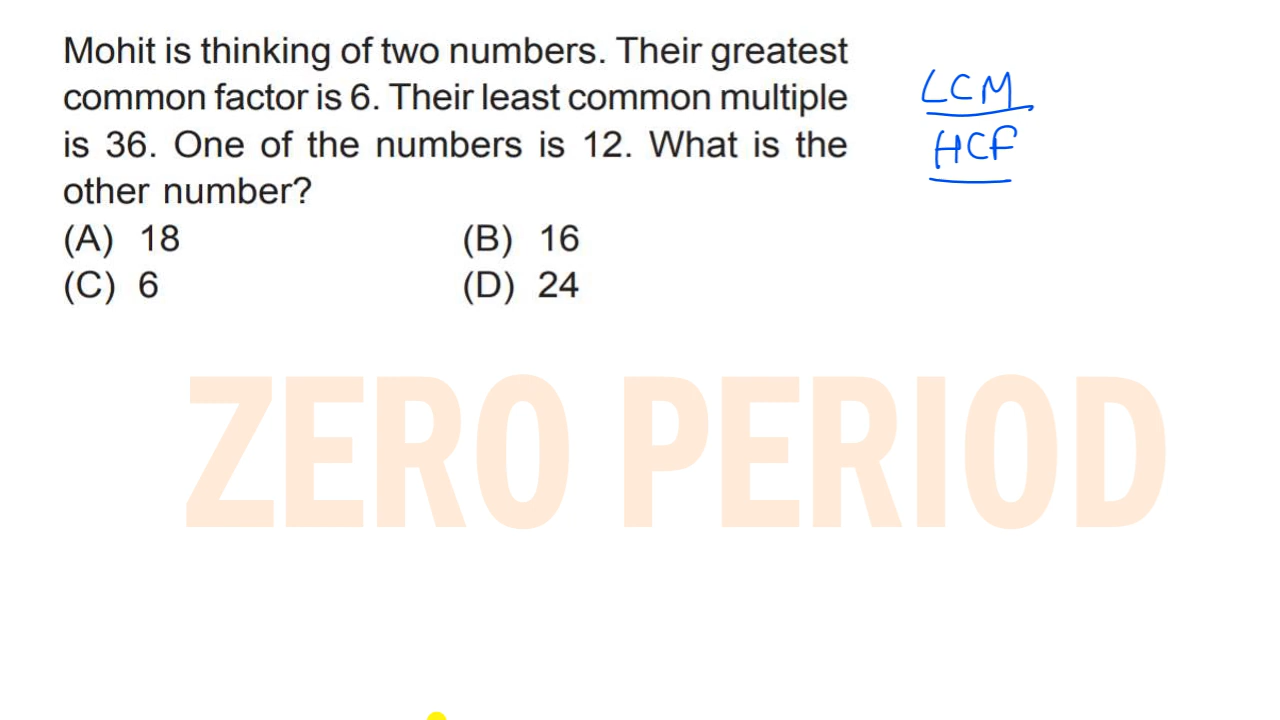 Mohit is thinking of two numbers. Their greatest
common factor is 6. Their least common multiple
is 36. One of the numbers is 12. What is the
other number?
(A) 18 (B) 16
(C) 6 (D) 24
LCM
HCF
ZERO PERIOD